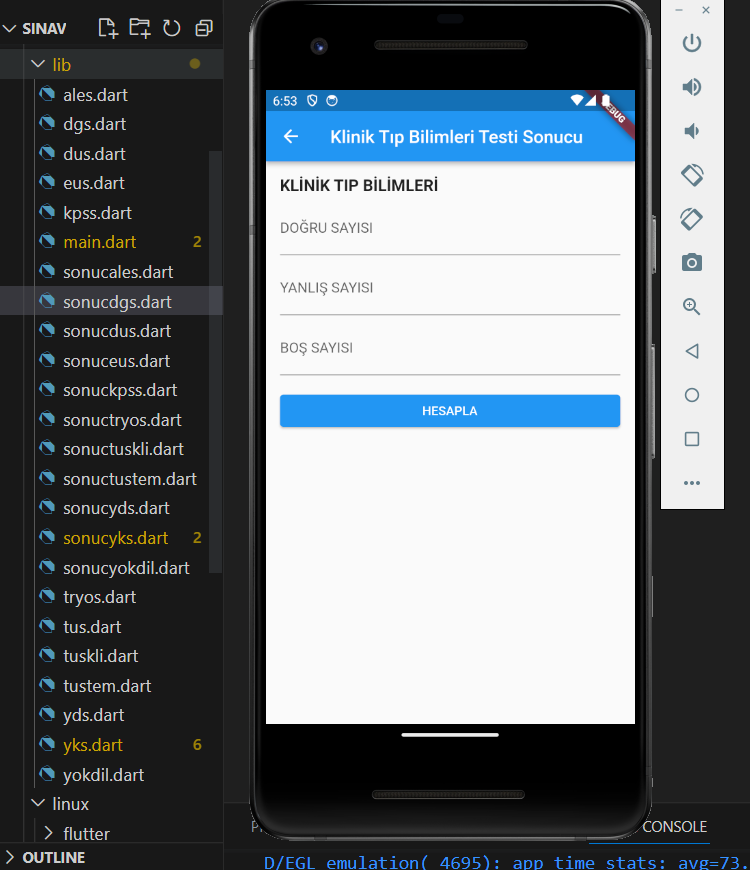 SINAV
lib
ales.dart
dgs.dart
dus.dart
eus.dart
kpss.dart
main.dart 2
sonucales.dart
sonucdgs.dart
sonucdus.dart
sonuceus.dart
sonuckpss.dart
sonuctryos.dart
sonuctuskli.dart
sonuctustem.dart
sonucyds.dart
sonucyks.dart 2
sonucyokdil.dart
tryos.dart
tus.dart
tuskli.dart
tustem.dart
yds.dart
yks.dart 6
yokdil.dart
linux
flutter
OUTLINE
6:53
Klinik Tıp Bilimleri Testi Sonucu
KLİNİK TIP BİLİMLERİ
DOĞRU SAYISI
YANLIŞ SAYISI
BOŞ SAYISI
HESAPLA
CONSOLE
D/EGL_emulation( 4695): app_time_stats: avg=73.